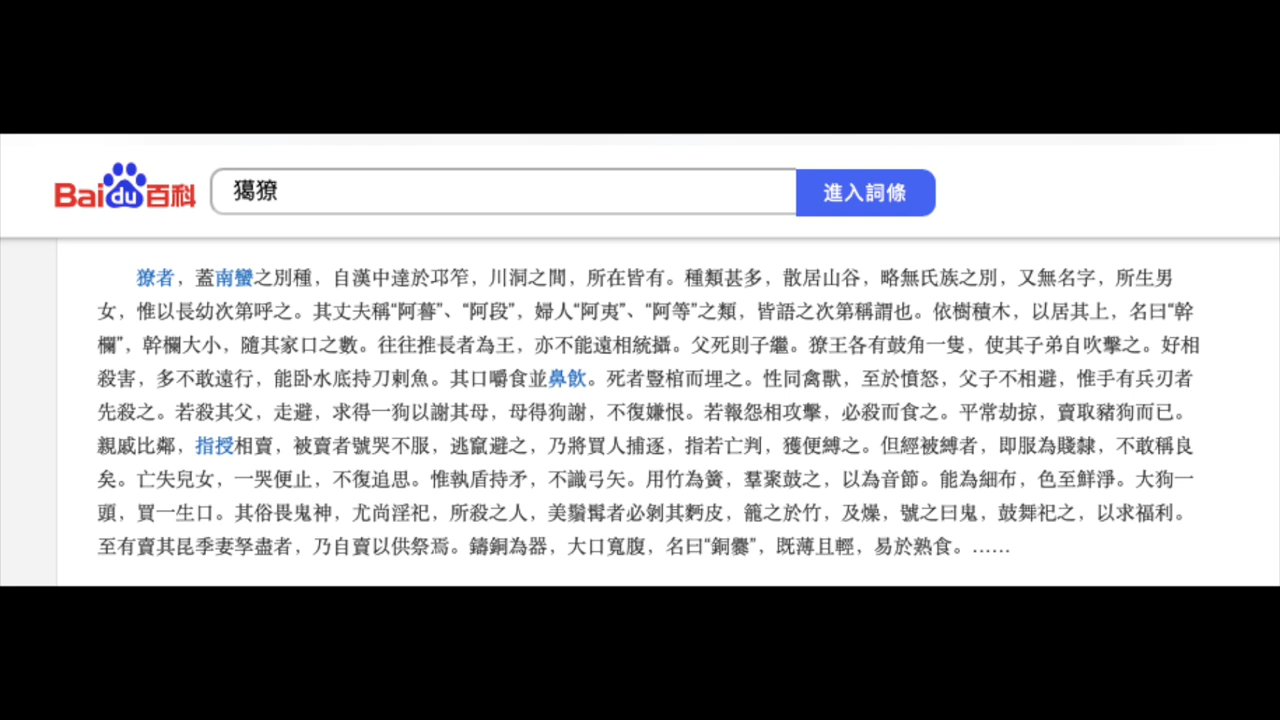 Baidu百科
猲獠
進入詞條
獠者，蓋南蠻之別種，自漢中達於邛笮，川洞之間，所在皆有。種類甚多，散居山谷，略無氏族之別，又無名字，所生男
女，惟以長幼次第呼之。其丈夫稱“阿暮”、“阿段”，婦人“阿夷”、“阿等”之類，皆語之次第稱謂也。依樹積木，以居其上，名曰“幹
欄”，幹欄大小，隨其家口之數。往往推長者為王，亦不能遠相統攝。父死則子繼。獠王各有鼓角一隻，使其子弟自吹擊之。好相
殺害，多不敢遠行，能卧水底持刀剌魚。其口嚼食並鼻飲。死者豎棺而埋之。性同禽獸，至於憤怒，父子不相避，惟手有兵刃者
先殺之。若殺其父，走避，求得一狗以謝其母，母得狗謝，不復嫌恨。若報怨相攻擊，必殺而食之。平常劫掠，賣取豬狗而已。
親戚比鄰，指授相賣，被賣者號哭不服，逃竄避之，乃將買人捕逐，指若亡判，獲便縛之。但經被縛者，即服為賤隸，不敢稱良
矣。亡失兒女，一哭便止，不復追思。惟執盾持矛，不識弓矢。用竹為簧，羣聚鼓之，以為音節。能為細布，色至鮮淨。大狗一
頭，買一生口。其俗畏鬼神，尤尚淫祀，所殺之人，美鬚髯者必剝其面皮，籠之於竹，及燥，號之曰鬼，鼓舞祀之，以求福利。
至有賣其昆季妻孥盡者，乃自賣以供祭焉。鑄銅為器，大口寬腹，名曰“銅爨”，既薄且輕，易於熟食。……